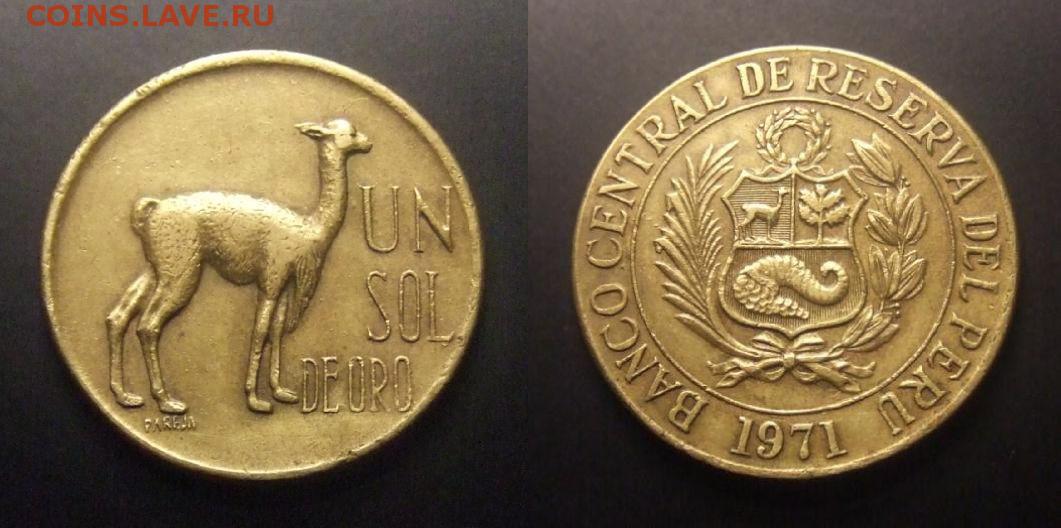 COINS.LAVE.RU
UN
SOL
DE ORO
PAREJA
BANCO CENTRAL DE RESERVA DEL PERU
1971